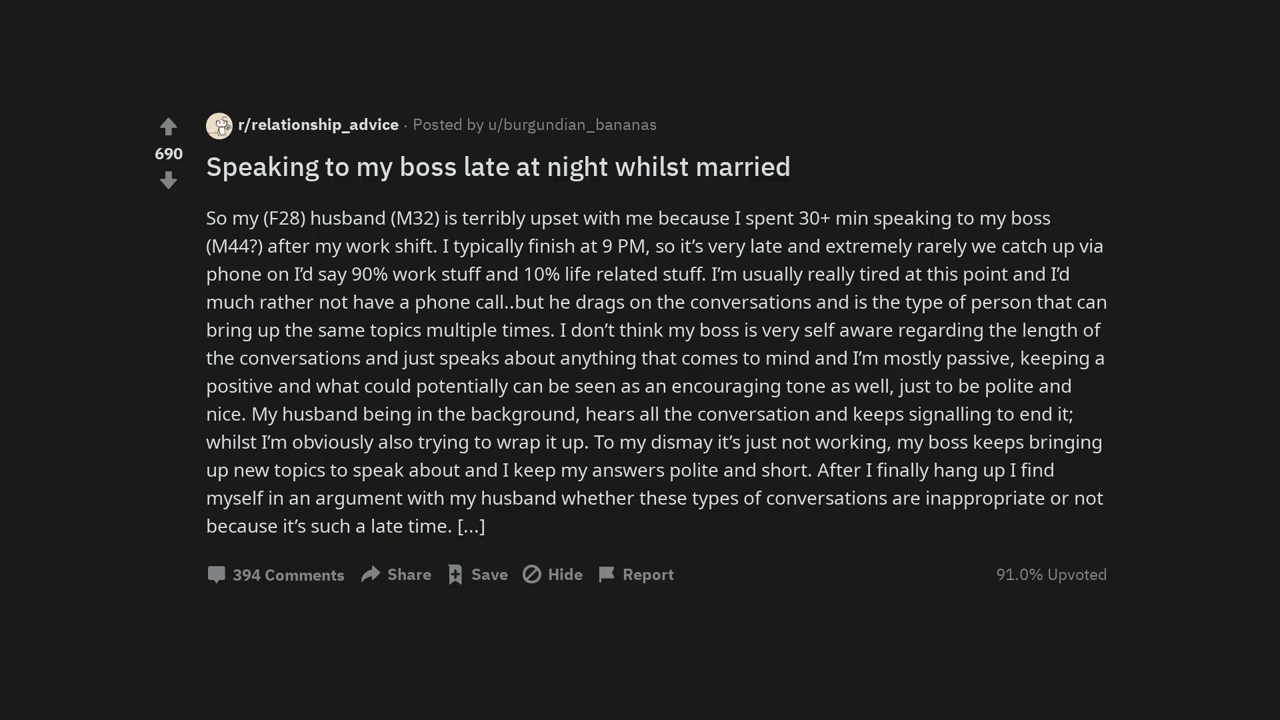 r/relationship_advice · Posted by u/burgundian_bananas
690
Speaking to my boss late at night whilst married
So my (F28) husband (M32) is terribly upset with me because I spent 30+ min speaking to my boss
(M44?) after my work shift. I typically finish at 9 PM, so it’s very late and extremely rarely we catch up via
phone on I’d say 90% work stuff and 10% life related stuff. I’m usually really tired at this point and I’d
much rather not have a phone call..but he drags on the conversations and is the type of person that can
bring up the same topics multiple times. I don’t think my boss is very self aware regarding the length of
the conversations and just speaks about anything that comes to mind and I’m mostly passive, keeping a
positive and what could potentially can be seen as an encouraging tone as well, just to be polite and
nice. My husband being in the background, hears all the conversation and keeps signalling to end it;
whilst I’m obviously also trying to wrap it up. To my dismay it’s just not working, my boss keeps bringing
up new topics to speak about and I keep my answers polite and short. After I finally hang up I find
myself in an argument with my husband whether these types of conversations are inappropriate or not
because it’s such a late time. [...]
394 Comments Share Save Hide Report 91.0% Upvoted